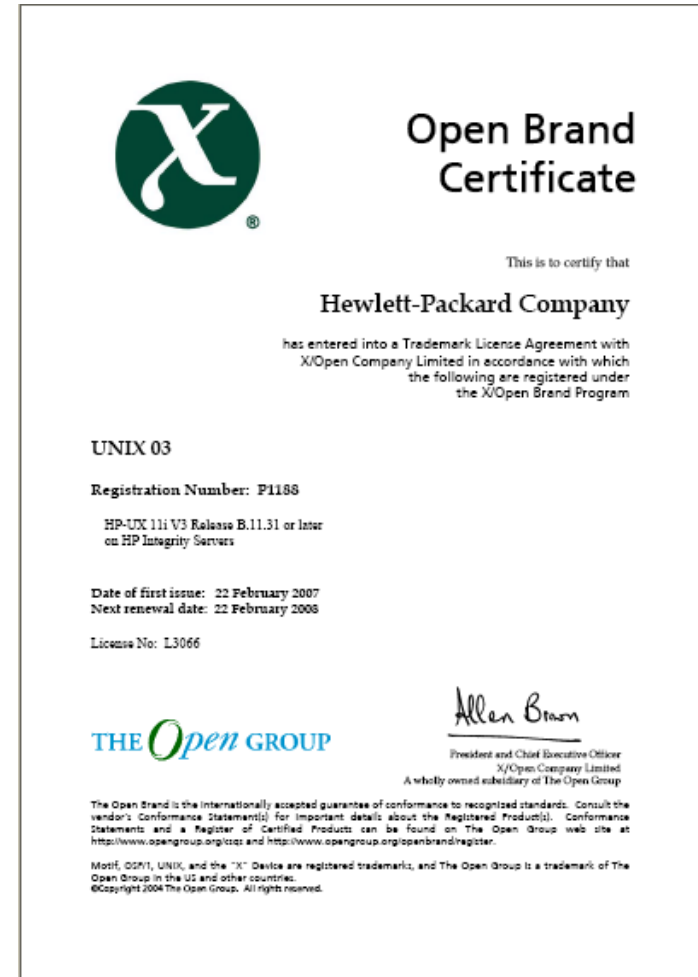 X
®
Open Brand
Certificate
This is to certify that
Hewlett-Packard Company
has entered into a Trademark License Agreement with
X/Open Company Limited in accordance with which
the following are registered under
the X/Open Brand Program
UNIX 03
Registration Number: P1188
HP-UX 11i V3 Release B.11.31 or later
on HP Integrity Servers
Date of first issue: 22 February 2007
Next renewal date: 22 February 2008
License No: L3066
Allen Brown
THE Open GROUP
President and Chief Executive Officer
X/Open Company Limited
A wholly owned subsidiary of The Open Group
The Open Brand is the internationally accepted guarantee of conformance to recognized standards. Consult the
vendor's Conformance Statement(s) for important details about the Registered Product(s). Conformance
Statements and a Register of Certified Products can be found on The Open Group web site at
http://www.opengroup.org/csqs and http://www.opengroup.org/openbrand/register.
Motif, OSF/1, UNIX, and the "X" Device are registered trademarks, and The Open Group is a trademark of The
Open Group in the US and other countries.
©Copyright 2004 The Open Group. All rights reserved.